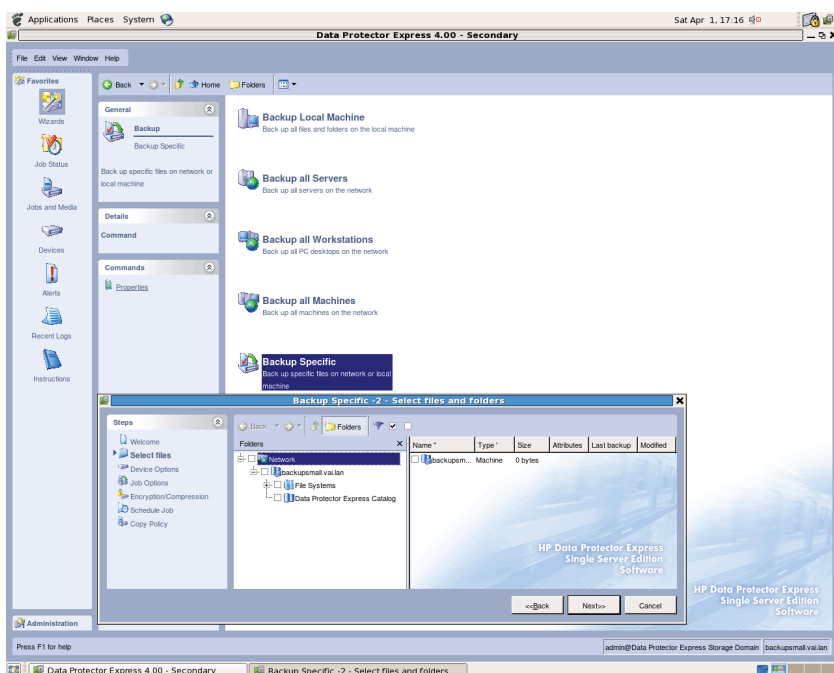 Applications Places System
Sat Apr 1, 17:16
Data Protector Express 4.00 - Secondary
File Edit View Window Help
Favorites
Wizards
Job Status
Jobs and Media
Devices
Alerts
Recent Logs
Instructions
Administration
Back
Home
Folders
General
Backup
Backup Specific
Back up specific files on network or
local machine
Details
Command
Commands
Properties
Backup Local Machine
Back up all files and folders on the local machine
Backup all Servers
Back up all servers on the network
Backup all Workstations
Back up all PC desktops on the network
Backup all Machines
Back up all machines on the network
Backup Specific
Back up specific files on network or local
machine
Backup Specific -2 - Select files and folders
Steps
Welcome
Select files
Device Options
Job Options
Encryption/Compression
Schedule Job
Copy Policy
Back
Folders
Folders
Network
backupsmall.vai.lan
File Systems
Data Protector Express Catalog
Name Type Size Attributes Last backup Modified
backupsm... Machine 0 bytes
HP Data Protector Express
Single Server Edition
Software
<<Back
Next>>
Cancel
HP Data Protector Express
Single Server Edition
Software
Press F1 for help
admin@Data Protector Express Storage Domain
backupsmall.vai.lan
Data Protector Express 4.00 - Secondary
Backup Specific -2 - Select files and folders